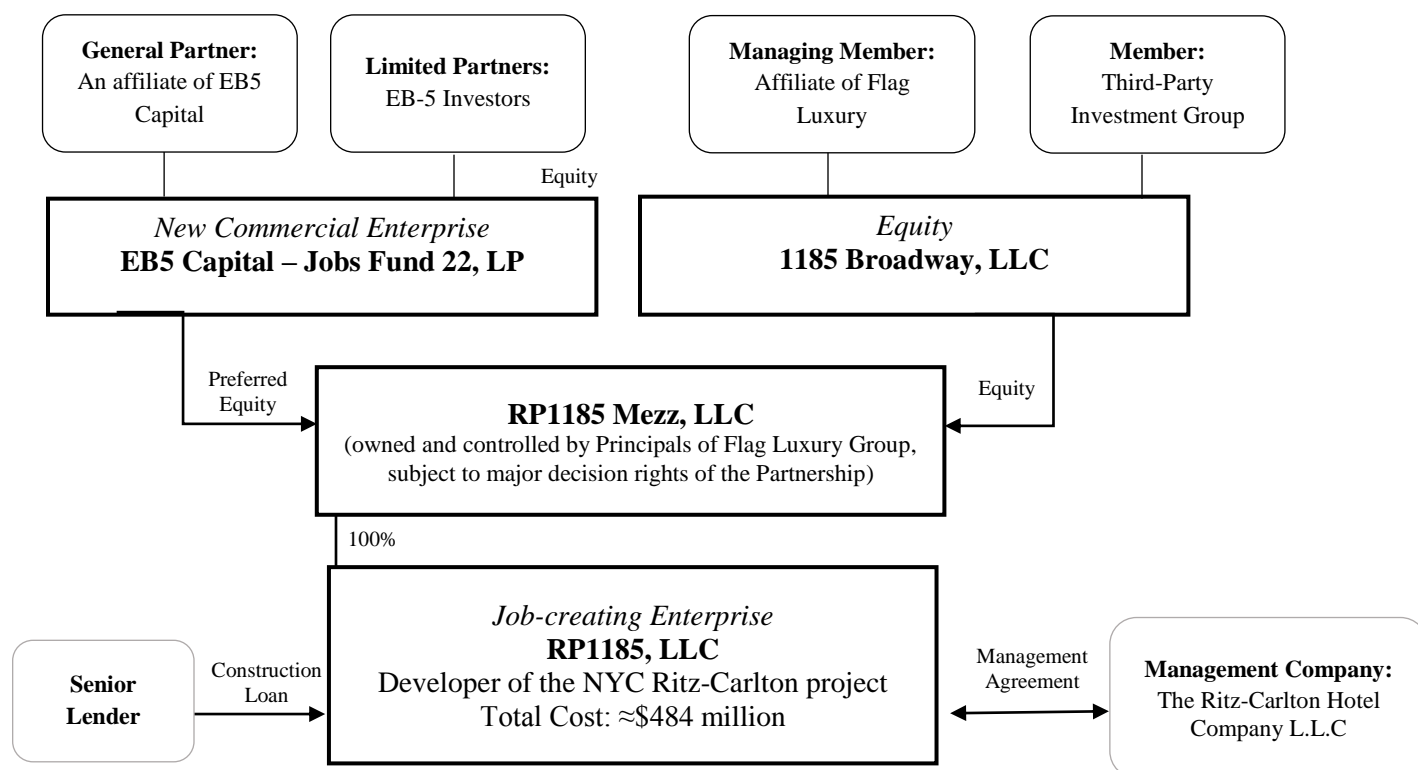 General Partner:
An affiliate of EB5
Capital
Limited Partners:
EB-5 Investors
Managing Member:
Affiliate of Flag
Luxury
Member:
Third-Party
Investment Group
Equity
New Commercial Enterprise
EB5 Capital – Jobs Fund 22, LP
Equity
1185 Broadway, LLC
Preferred
Equity
RP1185 Mezz, LLC
(owned and controlled by Principals of Flag Luxury Group,
subject to major decision rights of the Partnership)
Equity
100%
Job-creating Enterprise
RP1185, LLC
Developer of the NYC Ritz-Carlton project
Total Cost: ≈$484 million
Senior
Lender
Construction
Loan
Management
Agreement
Management Company:
The Ritz-Carlton Hotel
Company L.L.C